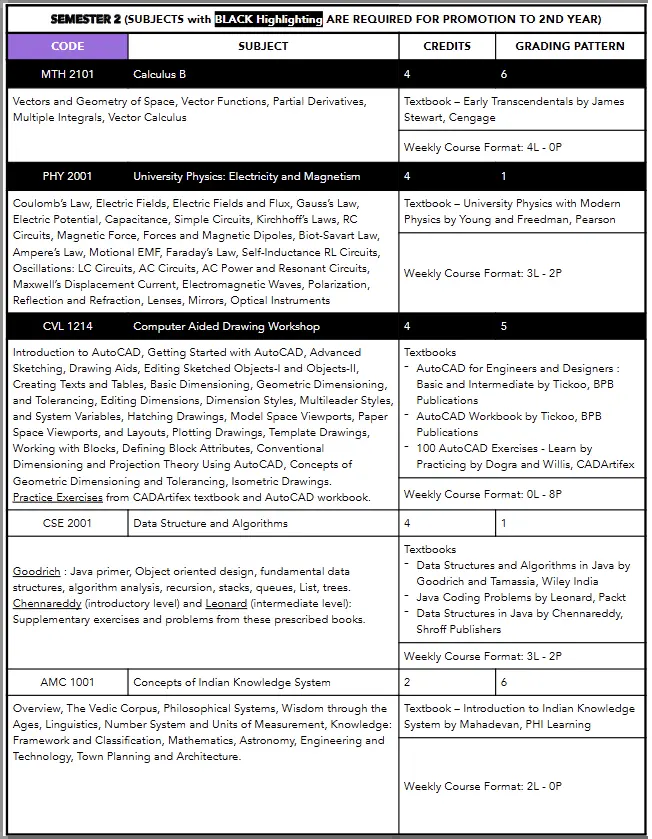 SEMESTER 2 (SUBJECTS with BLACK Highlighting ARE REQUIRED FOR PROMOTION TO 2ND YEAR)
CODE SUBJECT CREDITS GRADING PATTERN
MTH 2101 Calculus B 4 6
Vectors and Geometry of Space, Vector Functions, Partial Derivatives,
Multiple Integrals, Vector Calculus
Textbook – Early Transcendentals by James
Stewart, Cengage
Weekly Course Format: 4L - 0P
PHY 2001 University Physics: Electricity and Magnetism 4 1
Coulomb's Law, Electric Fields, Electric Fields and Flux, Gauss's Law,
Electric Potential, Capacitance, Simple Circuits, Kirchhoff's Laws, RC
Circuits, Magnetic Force, Forces and Magnetic Dipoles, Biot-Savart Law,
Ampere's Law, Motional EMF, Faraday's Law, Self-Inductance RL Circuits,
Oscillations: LC Circuits, AC Circuits, AC Power and Resonant Circuits,
Maxwell's Displacement Current, Electromagnetic Waves, Polarization,
Reflection and Refraction, Lenses, Mirrors, Optical Instruments
Textbook – University Physics with Modern
Physics by Young and Freedman, Pearson
Weekly Course Format: 3L - 2P
CVL 1214 Computer Aided Drawing Workshop 4 5
Introduction to AutoCAD, Getting Started with AutoCAD, Advanced
Sketching, Drawing Aids, Editing Sketched Objects-I and Objects-II,
Creating Texts and Tables, Basic Dimensioning, Geometric Dimensioning,
and Tolerancing, Editing Dimensions, Dimension Styles, Multileader Styles,
and System Variables, Hatching Drawings, Model Space Viewports, Paper
Space Viewports, and Layouts, Plotting Drawings, Template Drawings,
Working with Blocks, Defining Block Attributes, Conventional
Dimensioning and Projection Theory Using AutoCAD, Concepts of
Geometric Dimensioning and Tolerancing, Isometric Drawings.
Practice Exercises from CADArtifex textbook and AutoCAD workbook.
Textbooks
- AutoCAD for Engineers and Designers :
Basic and Intermediate by Tickoo, BPB
Publications
- AutoCAD Workbook by Tickoo, BPB
Publications
- 100 AutoCAD Exercises - Learn by
Practicing by Dogra and Willis, CADArtifex
Weekly Course Format: 0L - 8P
CSE 2001 Data Structure and Algorithms 4 1
Goodrich : Java primer, Object oriented design, fundamental data
structures, algorithm analysis, recursion, stacks, queues, List, trees.
Chennareddy (introductory level) and Leonard (intermediate level):
Supplementary exercises and problems from these prescribed books.
Textbooks
- Data Structures and Algorithms in Java by
Goodrich and Tamassia, Wiley India
- Java Coding Problems by Leonard, Packt
- Data Structures in Java by Chennareddy,
Shroff Publishers
Weekly Course Format: 3L - 2P
AMC 1001 Concepts of Indian Knowledge System 2 6
Overview, The Vedic Corpus, Philosophical Systems, Wisdom through the
Ages, Linguistics, Number System and Units of Measurement, Knowledge:
Framework and Classification, Mathematics, Astronomy, Engineering and
Technology, Town Planning and Architecture.
Textbook – Introduction to Indian Knowledge
System by Mahadevan, PHI Learning
Weekly Course Format: 2L - 0P